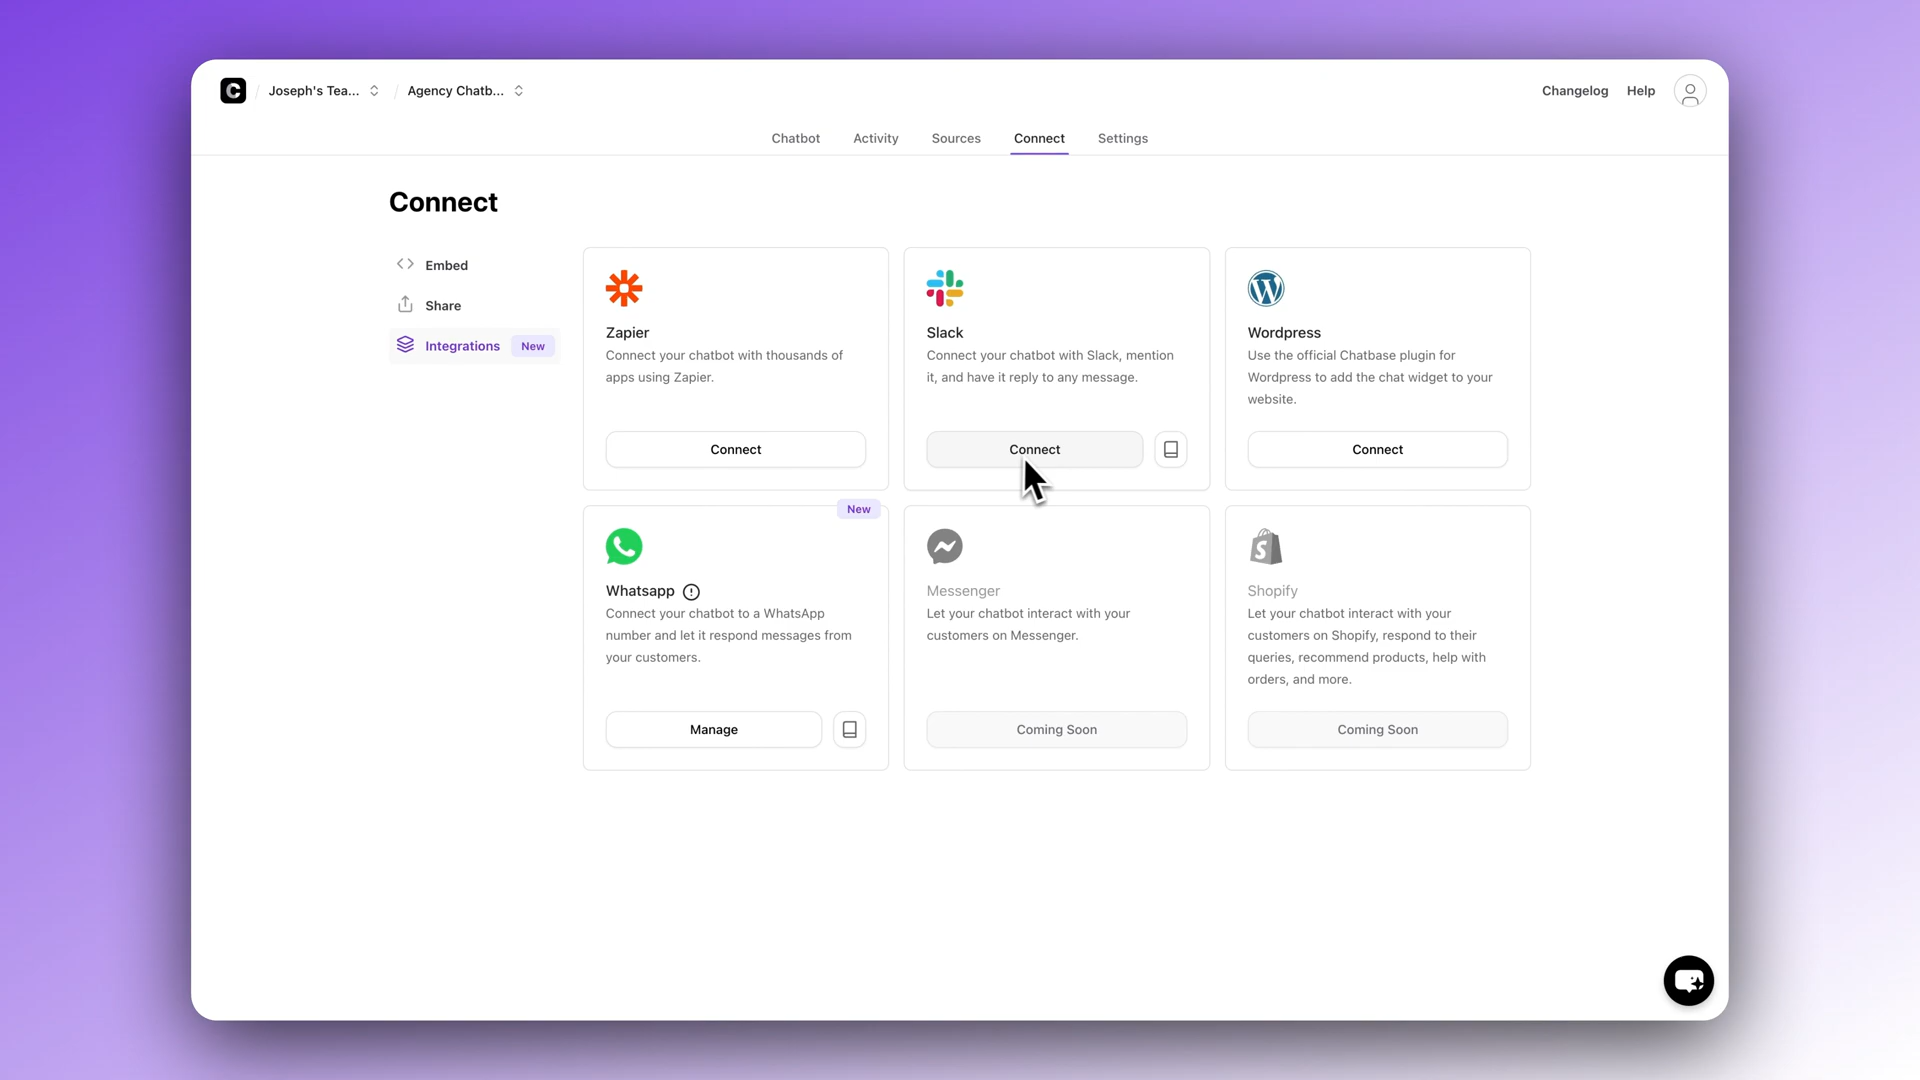 Joseph's Tea...
Agency Chatb...
Changelog
Help
Chatbot
Activity
Sources
Connect
Settings
Connect
Embed
Share
Integrations
New
Zapier
Connect your chatbot with thousands of
apps using Zapier.
Connect
Slack
Connect your chatbot with Slack, mention
it, and have it reply to any message.
Connect
Wordpress
Use the official Chatbase plugin for
Wordpress to add the chat widget to your
website.
Connect
New
Whatsapp
Connect your chatbot to a WhatsApp
number and let it respond messages from
your customers.
Manage
Messenger
Let your chatbot interact with your
customers on Messenger.
Coming Soon
Shopify
Let your chatbot interact with your
customers on Shopify, respond to their
queries, recommend products, help with
orders, and more.
Coming Soon